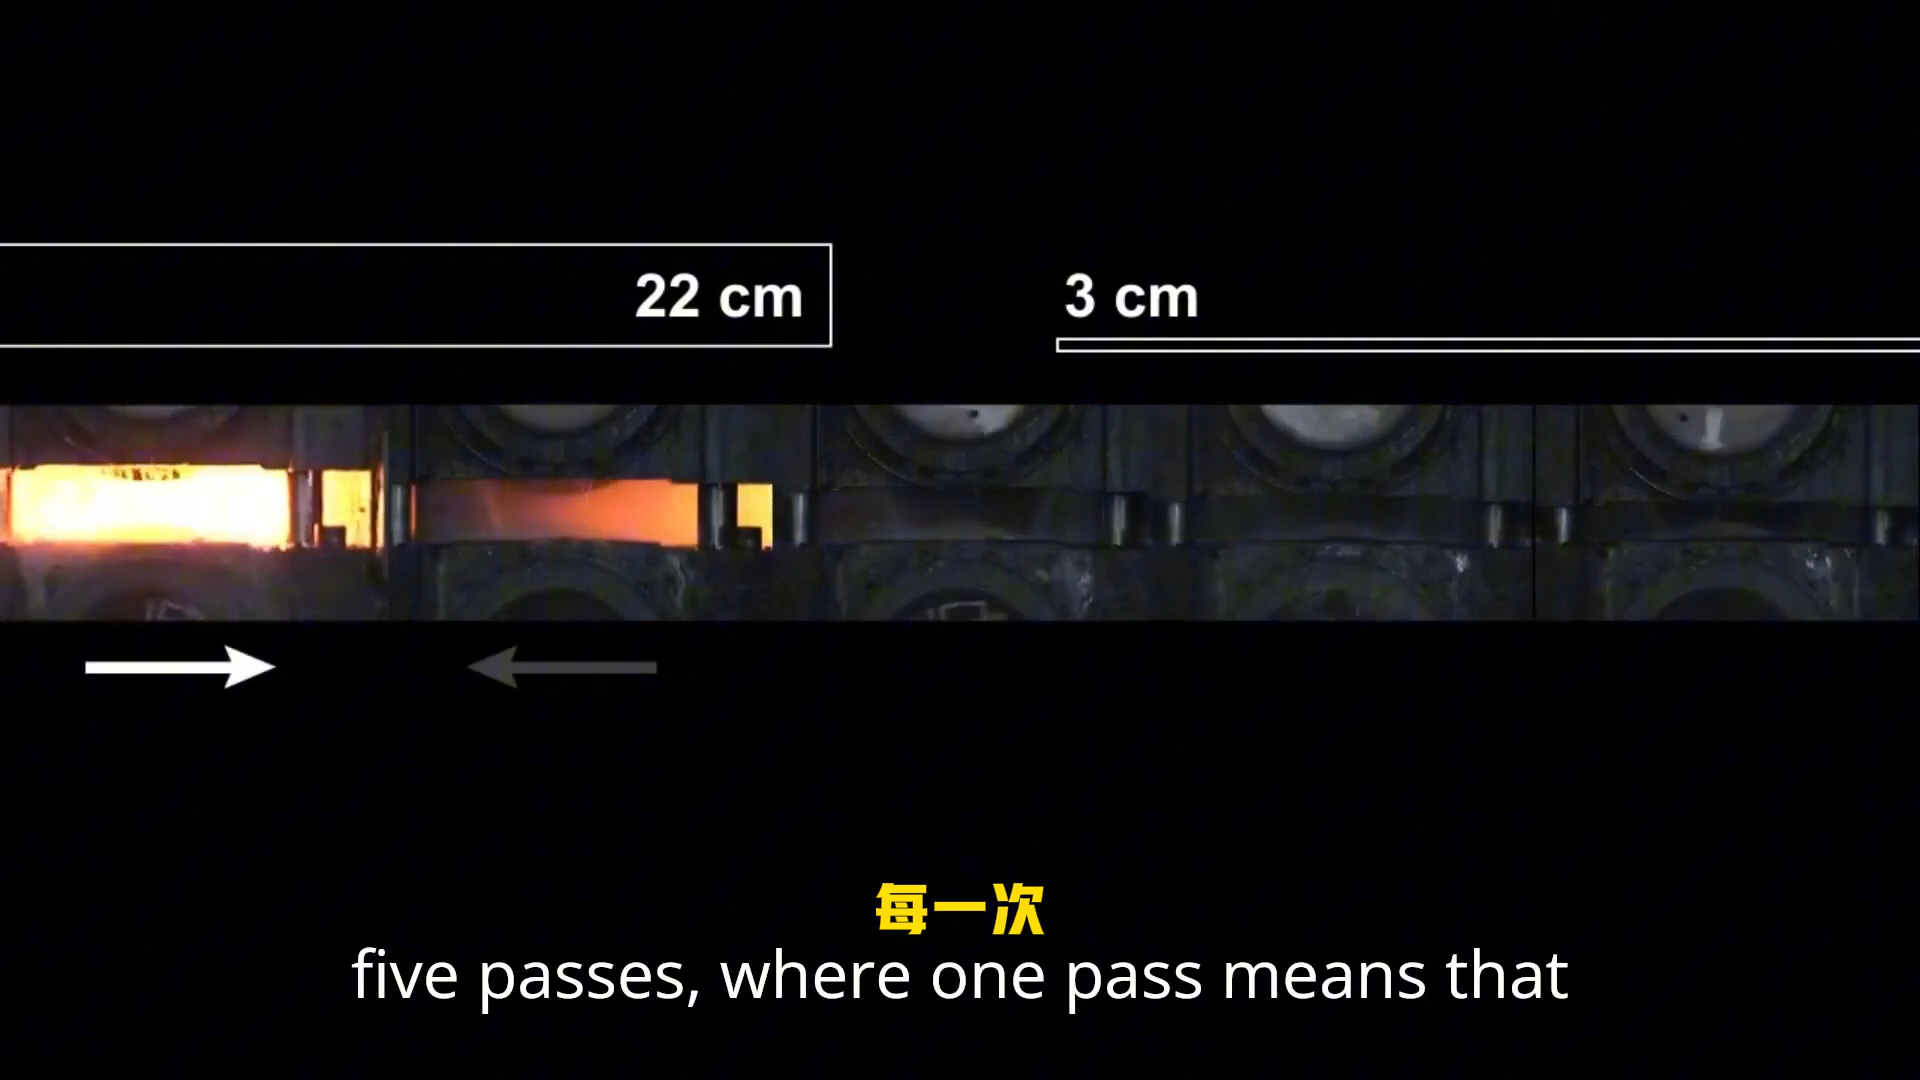 22 cm
3 cm
每一次
five passes, where one pass means that